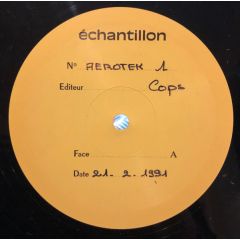 échantillon
N° AEROTEK 1
Editeur Cops
Face A
Date 21. 2. 1991